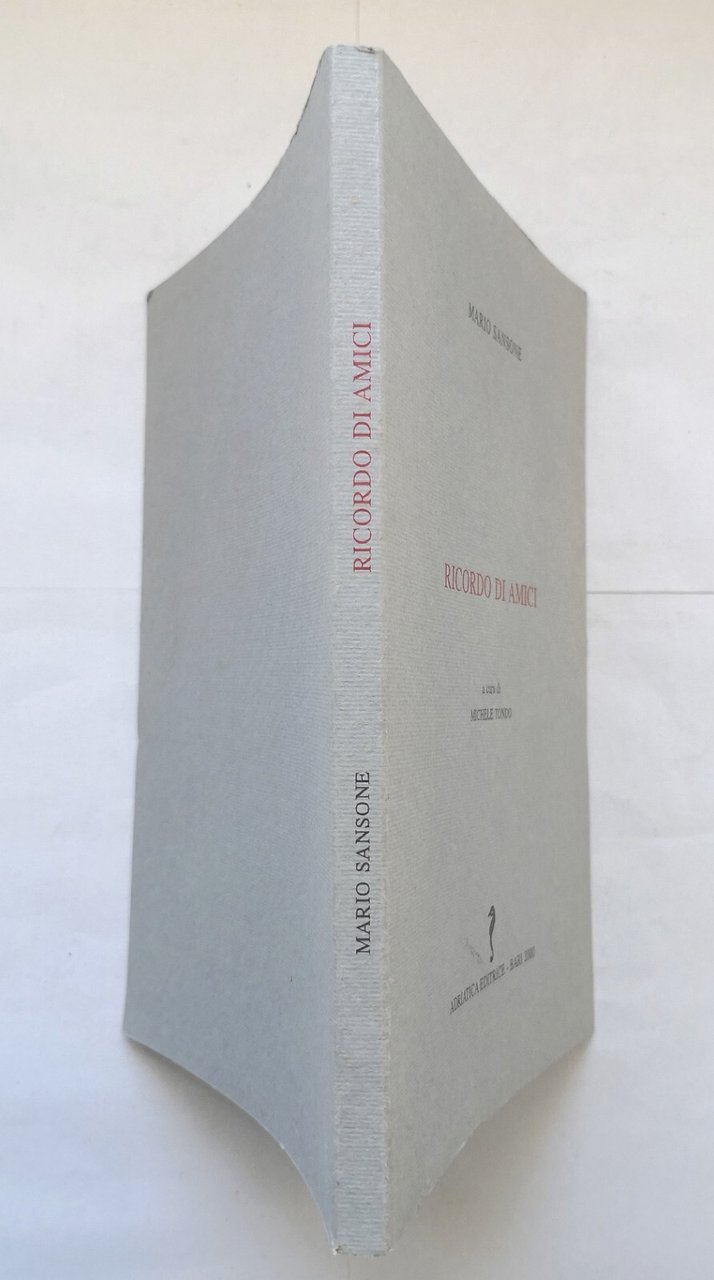 RICORDO DI AMICI
MARIO SANSONE
MARIO SANSONE
RICORDO DI AMICI
a cura di
MICHELE TONDO
ADRIATICA EDITRICE - BARI 2000